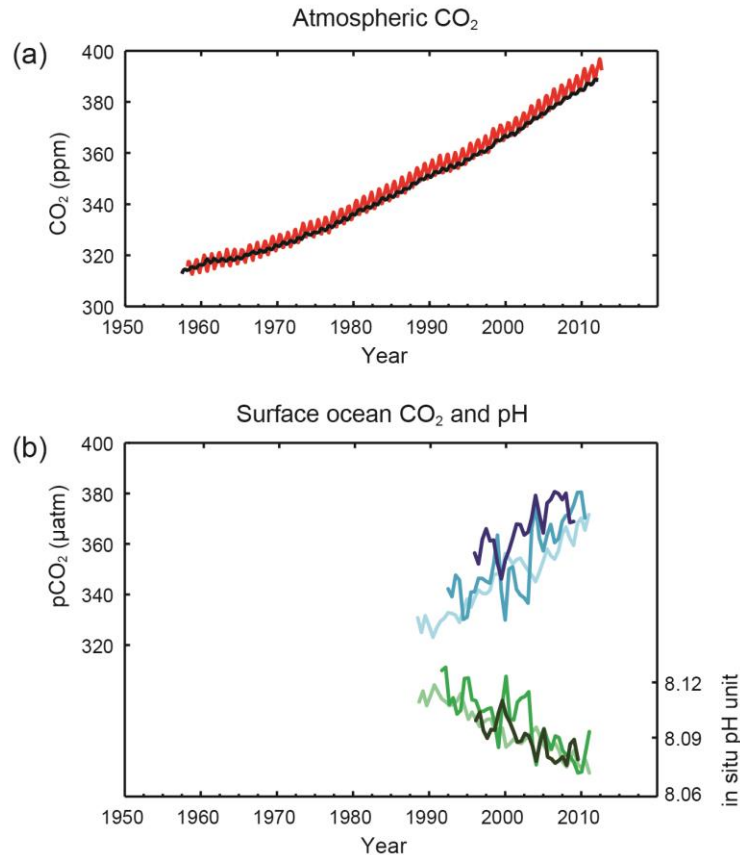 Atmospheric CO₂
(a)
400
380
360
340
320
300
CO₂ (ppm)
1950 1960 1970 1980 1990 2000 2010
Year
Surface ocean CO₂ and pH
(b)
400
380
360
340
320
pCO₂ (µatm)
8.12
8.09
8.06
in situ pH unit
1950 1960 1970 1980 1990 2000 2010
Year